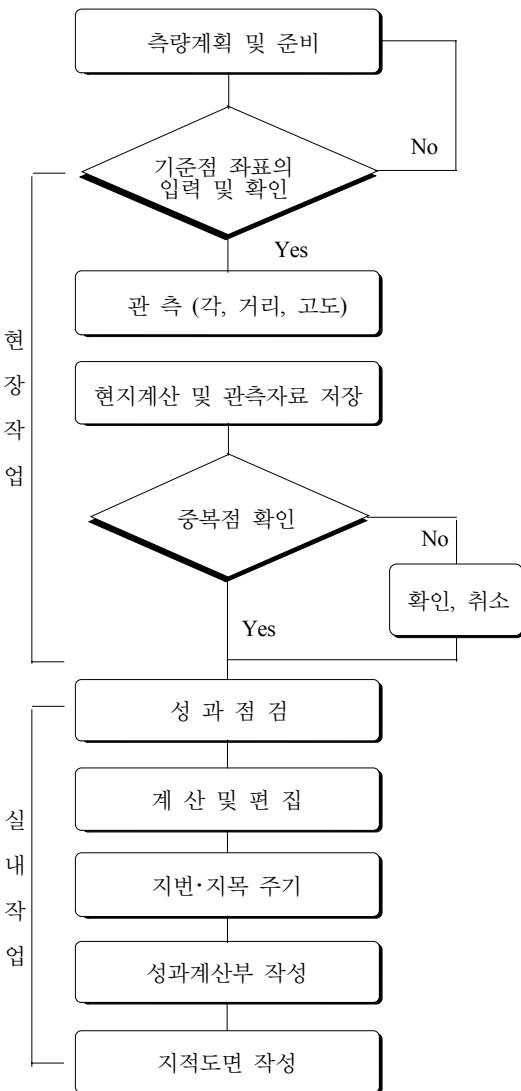 측량계획 및 준비
No
기준점 좌표의
입력 및 확인
Yes
관 측 (각, 거리, 고도)
현장작업
현지계산 및 관측자료 저장
중복점 확인
No
확인, 취소
Yes
성 과점 검
계 산 및 편 집
실내작업
지번·지목 주기
성과계산부 작성
지적도면 작성